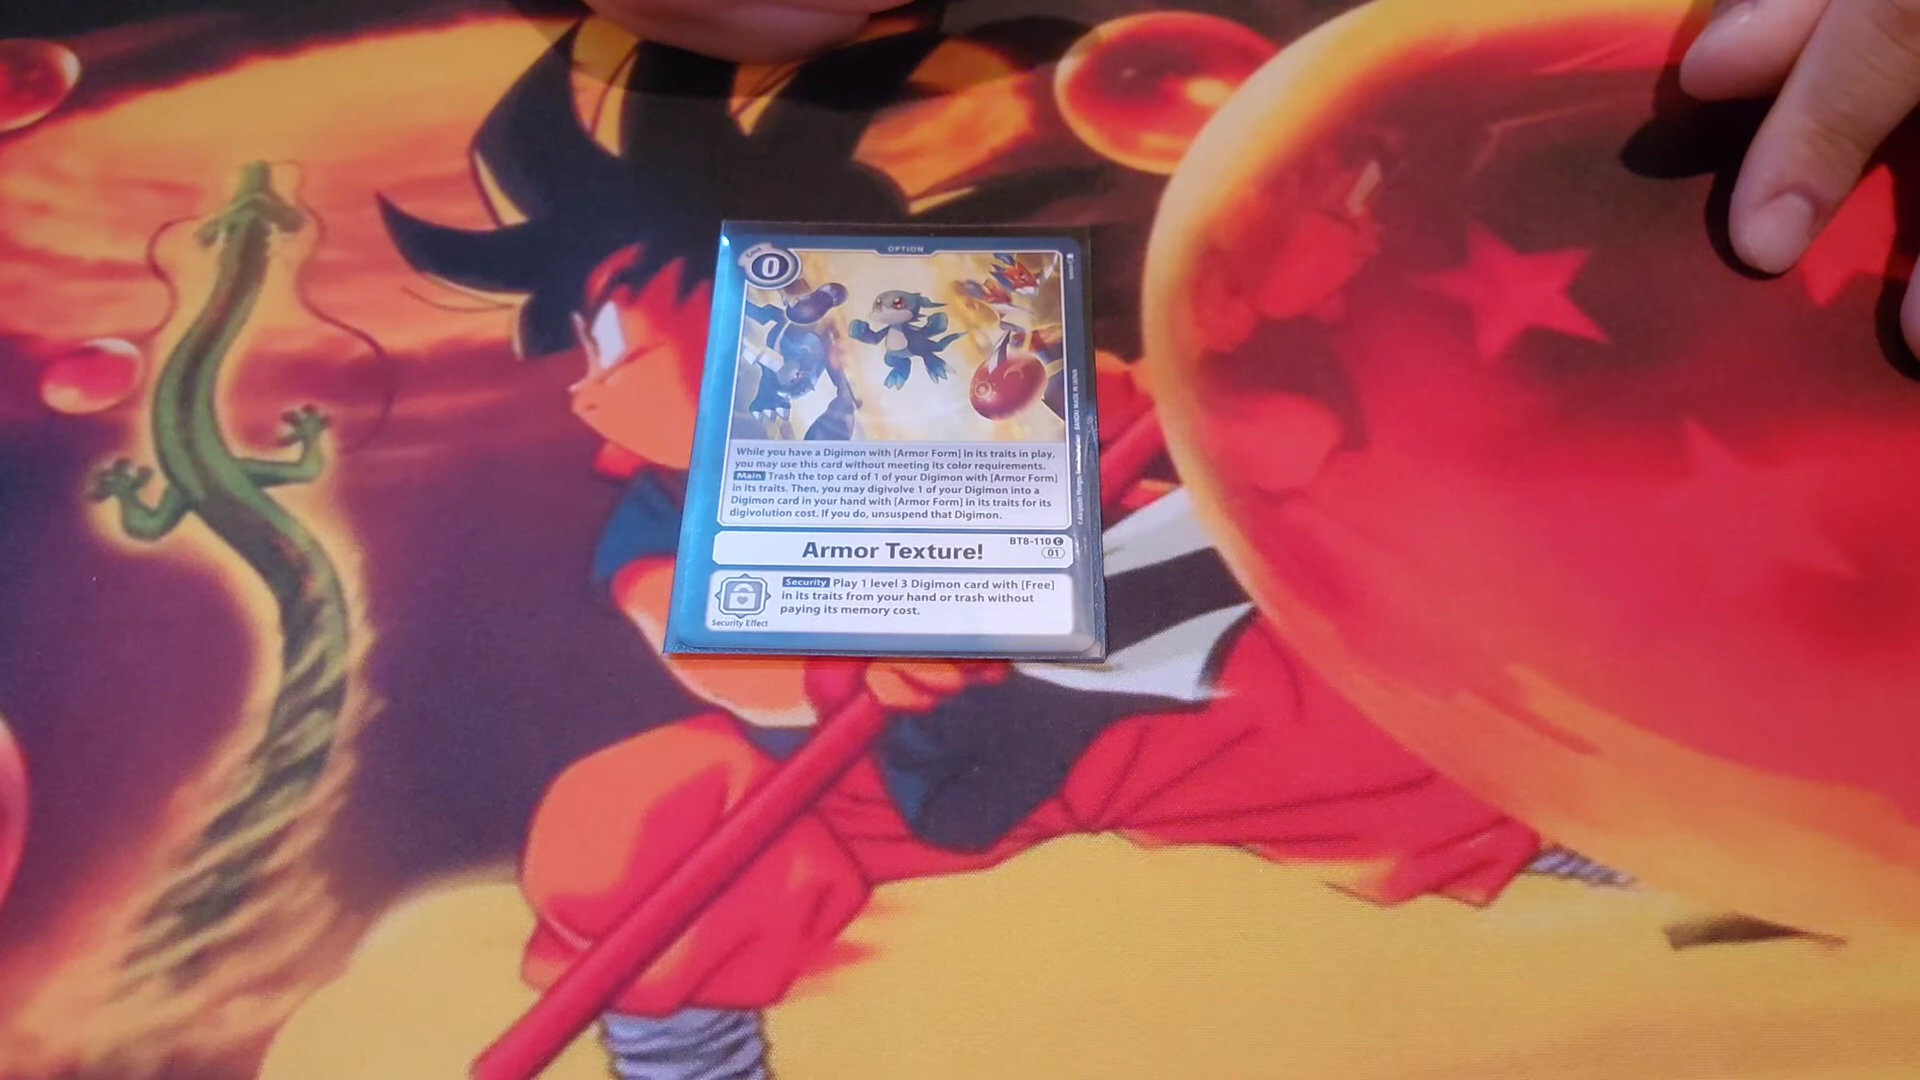 OPTION
0
While you have a Digimon with [Armor Form] in its traits in play,
you may use this card without meeting its color requirements.
Main Trash the top card of 1 of your Digimon with [Armor Form]
in its traits. Then, you may digivolve 1 of your Digimon into a
Digimon card in your hand with [Armor Form] in its traits for its
digivolution cost. If you do, unsuspend that Digimon.
BT8-110 C
Armor Texture!
01
Security Play 1 level 3 Digimon card with [Free]
in its traits from your hand or trash without
paying its memory cost.
Security Effect